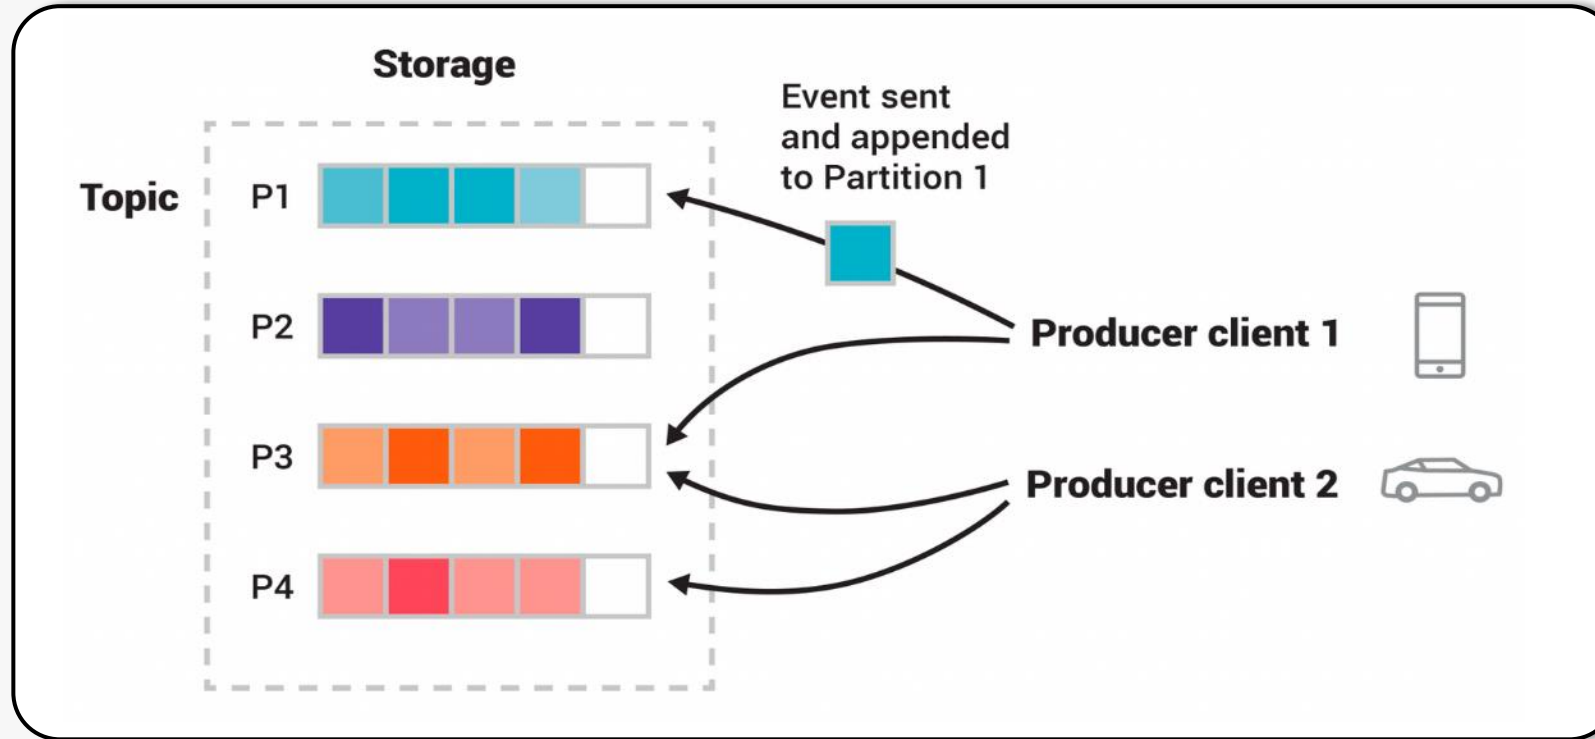 Storage
Event sent
and appended
to Partition 1
Topic
P1
P2
Producer client 1
P3
Producer client 2
P4